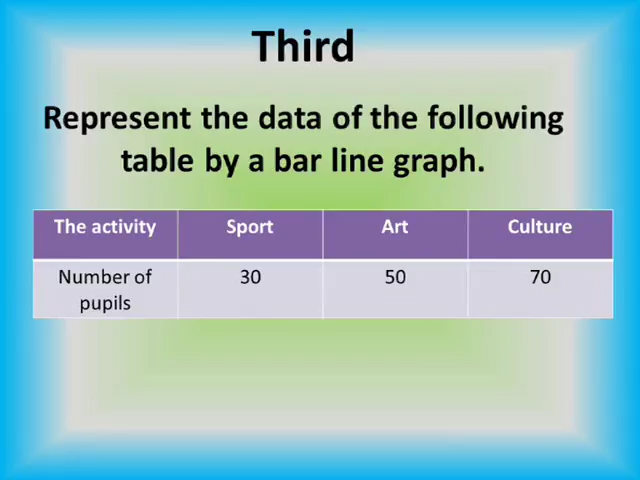 Third
Represent the data of the following
table by a bar line graph.
The activity Sport Art Culture
Number of pupils 30 50 70